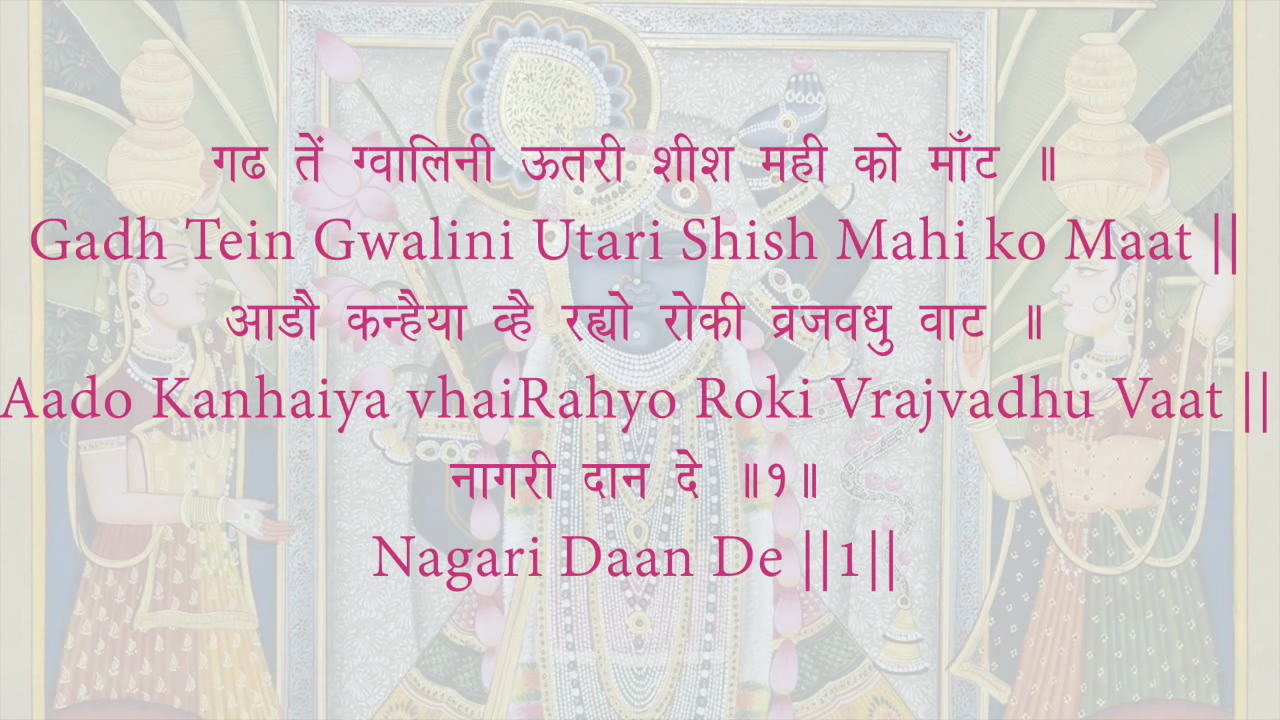 गढ तें ग्वालिनी ऊतरी शीश मही को माँट ॥
Gadh Tein Gwalini Utari Shish Mahi ko Maat ||
आडौ कन्हैया व्है रह्यो रोकी व्रजवधु वाट ॥
Aado Kanhaiya vhaiRahyo Roki Vrajvadhu Vaat ||
नागरी दान दे ॥१॥
Nagari Daan De ||1||